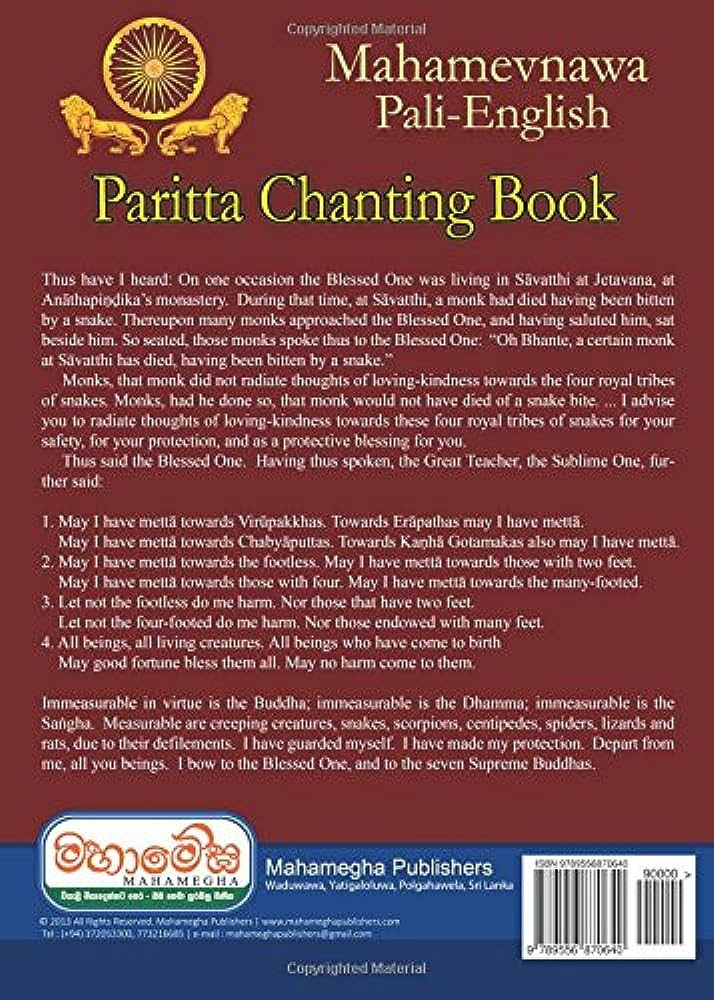 Copyrighted Material
Mahamevnawa
Pali-English
Paritta Chanting Book
Thus have I heard: On one occasion the Blessed One was living in Sāvatthi at Jetavana, at
Anāthapiṇḍika's monastery. During that time, at Sāvatthi, a monk had died having been bitten
by a snake. Thereupon many monks approached the Blessed One, and having saluted him, sat
beside him. So seated, those monks spoke thus to the Blessed One: "Oh Bhante, a certain monk
at Sāvatthi has died, having been bitten by a snake."
Monks, that monk did not radiate thoughts of loving-kindness towards the four royal tribes
of snakes. Monks, had he done so, that monk would not have died of a snake bite. ... I advise
you to radiate thoughts of loving-kindness towards these four royal tribes of snakes for your
safety, for your protection, and as a protective blessing for you.
Thus said the Blessed One. Having thus spoken, the Great Teacher, the Sublime One, fur-
ther said:
1. May I have mettā towards Virūpakkhas. Towards Erāpathas may I have mettā.
May I have mettā towards Chabyāputtas. Towards Kaṇhā Gotamakas also may I have mettā.
2. May I have mettā towards the footless. May I have mettā towards those with two feet.
May I have mettā towards those with four. May I have mettā towards the many-footed.
3. Let not the footless do me harm. Nor those that have two feet.
Let not the four-footed do me harm. Nor those endowed with many feet.
4. All beings, all living creatures. All beings who have come to birth
May good fortune bless them all. May no harm come to them.
Immeasurable in virtue is the Buddha; immeasurable is the Dhamma; immeasurable is the
Saṅgha. Measurable are creeping creatures, snakes, scorpions, centipedes, spiders, lizards and
rats, due to their defilements. I have guarded myself. I have made my protection. Depart from
me, all you beings. I bow to the Blessed One, and to the seven Supreme Buddhas.
මහාමේඝ
MAHAMEGHA
Mahamegha Publishers
Waduwawa, Yatigaloluwa, Polgahawela, Sri Lanka
© 2013 All Rights Reserved. Mahamegha Publishers | www.mahameghapublishers.com
Tel : (+94) 372053300, 773216685 | e-mail : mahameghapublishers@gmail.com
ISBN 9789556870640
90000 >
9 789556 870640
Copyrighted Material